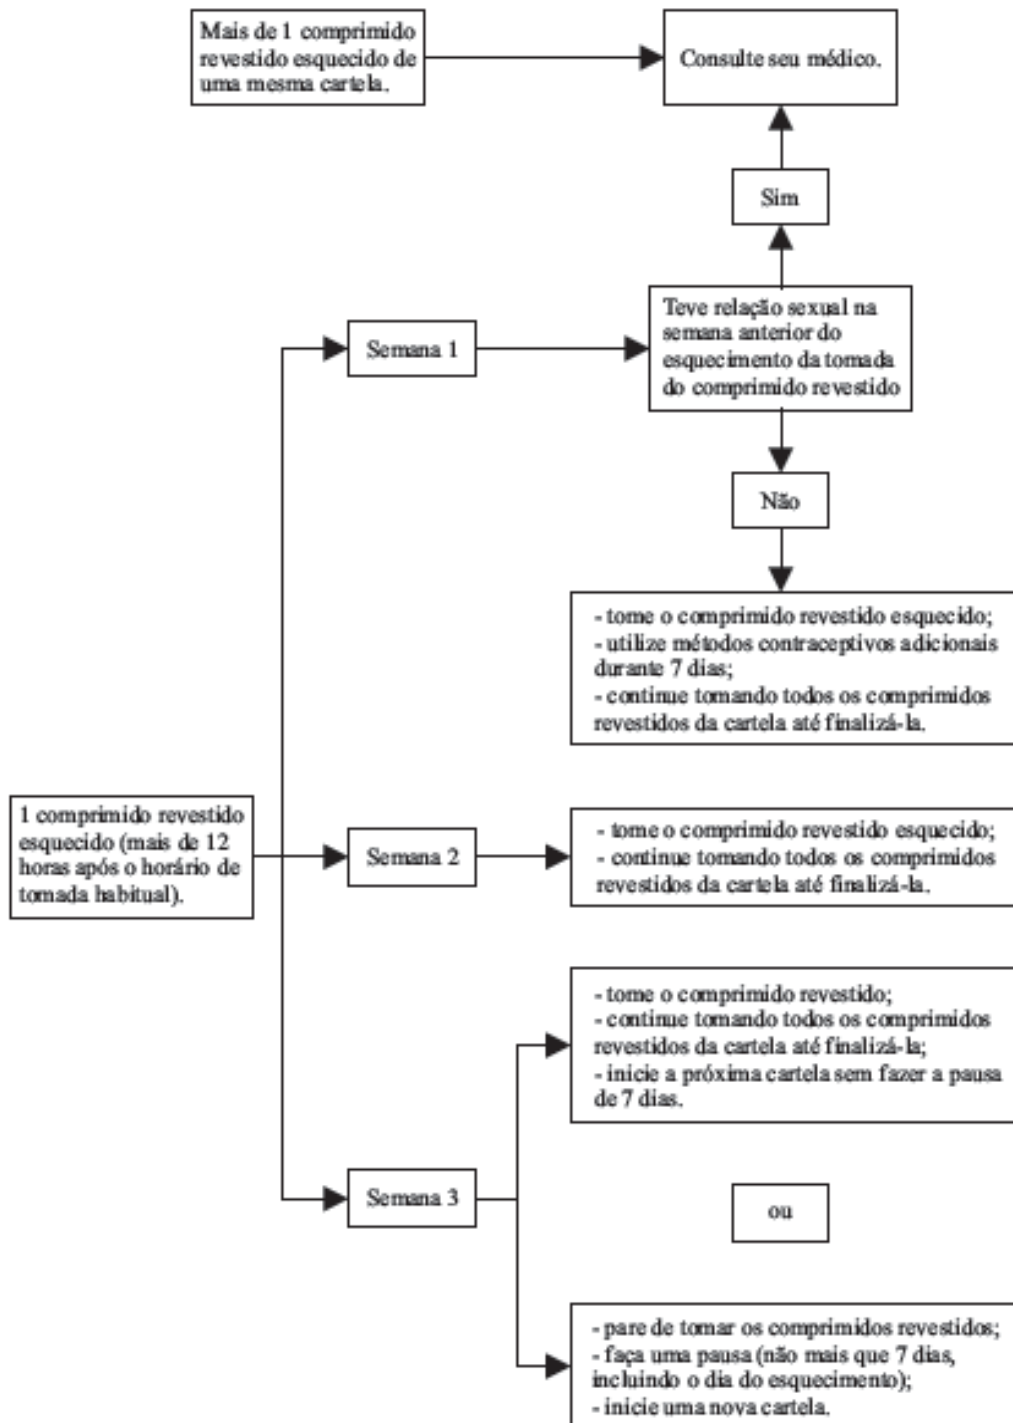 Mais de 1 comprimido
revestido esquecido de
uma mesma cartela.
Consulte seu médico.
Sim
Teve relação sexual na
semana anterior do
esquecimento da tomada
do comprimido revestido
Semana 1
Não
- tome o comprimido revestido esquecido;
- utilize métodos contraceptivos adicionais
durante 7 dias;
- continue tomando todos os comprimidos
revestidos da cartela até finalizá-la.
1 comprimido revestido
esquecido (mais de 12
horas após o horário de
tomada habitual).
Semana 2
- tome o comprimido revestido esquecido;
- continue tomando todos os comprimidos
revestidos da cartela até finalizá-la.
- tome o comprimido revestido;
- continue tomando todos os comprimidos
revestidos da cartela até finalizá-la;
- inicie a próxima cartela sem fazer a pausa
de 7 dias.
Semana 3
ou
- pare de tomar os comprimidos revestidos;
- faça uma pausa (não mais que 7 dias,
incluindo o dia do esquecimento);
- inicie uma nova cartela.